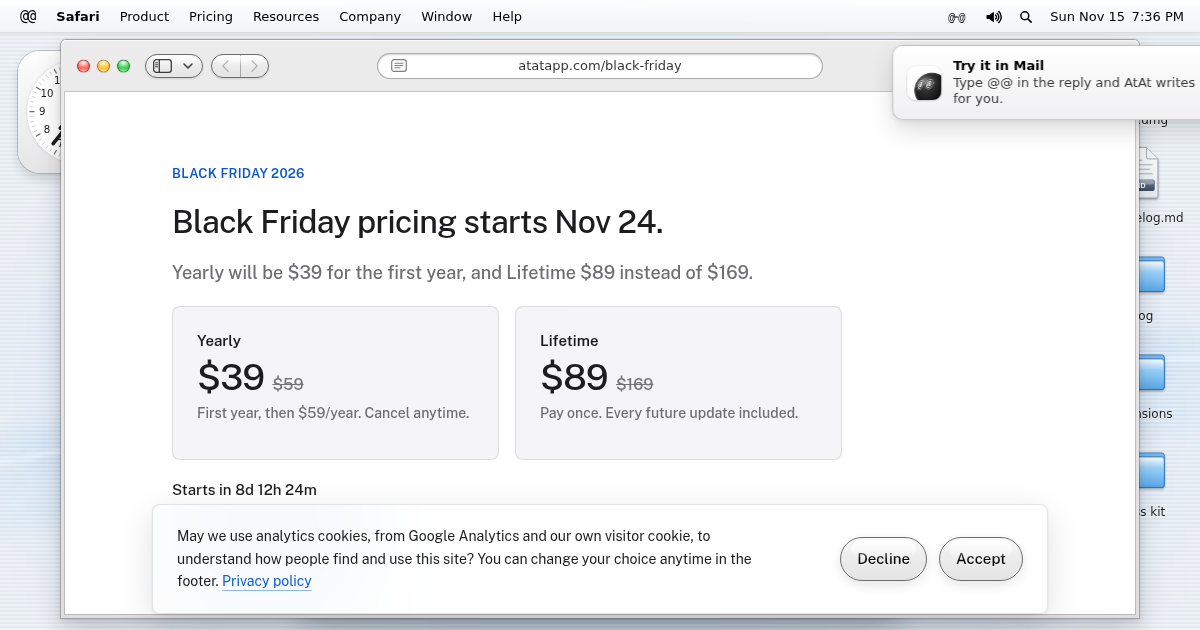 @@ Safari Product Pricing Resources Company Window Help
Sun Nov 15 7:36 PM
atatapp.com/black-friday
Try it in Mail
Type @@ in the reply and AtAt writes
for you.
10
9
8
BLACK FRIDAY 2026
Black Friday pricing starts Nov 24.
Yearly will be $39 for the first year, and Lifetime $89 instead of $169.
Yearly
$39 $59
First year, then $59/year. Cancel anytime.
Lifetime
$89 $169
Pay once. Every future update included.
Starts in 8d 12h 24m
May we use analytics cookies, from Google Analytics and our own visitor cookie, to
understand how people find and use this site? You can change your choice anytime in the
footer. Privacy policy
Decline
Accept
elog.md
og
nsions
s kit